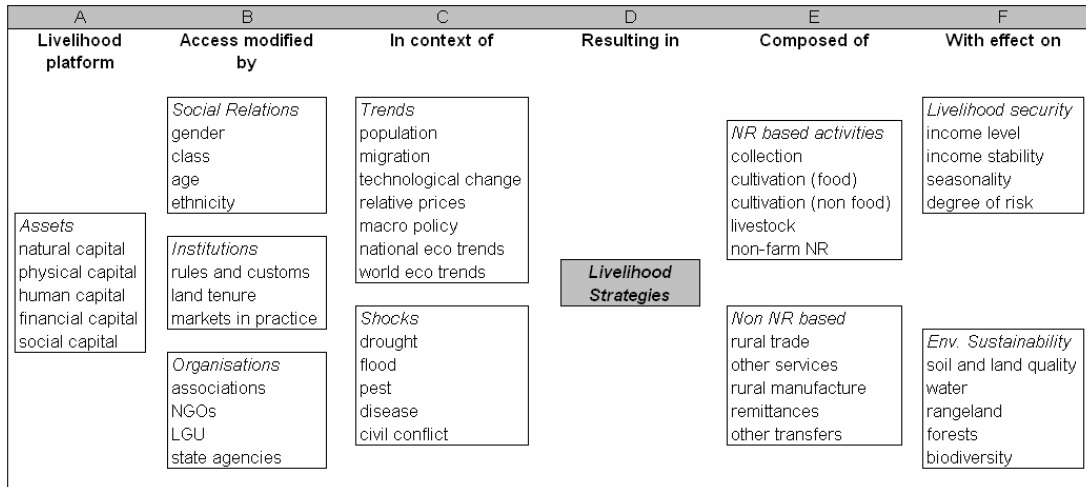 A
B
C
D
E
F
Livelihood
platform
Access modified
by
In context of
Resulting in
Composed of
With effect on
Assets
natural capital
physical capital
human capital
financial capital
social capital
Social Relations
gender
class
age
ethnicity
Institutions
rules and customs
land tenure
markets in practice
Organisations
associations
NGOs
LGU
state agencies
Trends
population
migration
technological change
relative prices
macro policy
national eco trends
world eco trends
Shocks
drought
flood
pest
disease
civil conflict
Livelihood
Strategies
NR based activities
collection
cultivation (food)
cultivation (non food)
livestock
non-farm NR
Non NR based
rural trade
other services
rural manufacture
remittances
other transfers
Livelihood security
income level
income stability
seasonality
degree of risk
Env. Sustainability
soil and land quality
water
rangeland
forests
biodiversity